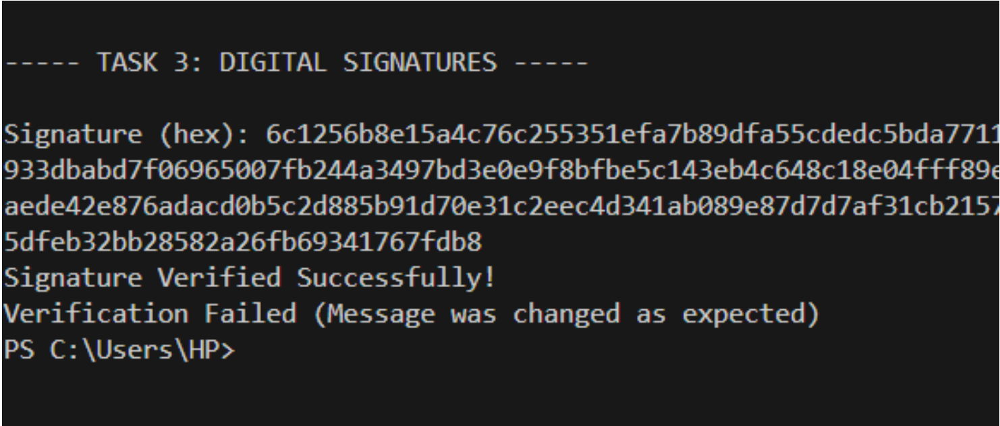 ----- TASK 3: DIGITAL SIGNATURES -----
Signature (hex): 6c1256b8e15a4c76c255351efa7b89dfa55cdedc5bda7711
933dbabd7f06965007fb244a3497bd3e0e9f8bfbe5c143eb4c648c18e04fff89e
aede42e876adacd0b5c2d885b91d70e31c2eec4d341ab089e87d7d7af31cb2157
5dfeb32bb28582a26fb69341767fdb8
Signature Verified Successfully!
Verification Failed (Message was changed as expected)
PS C:\Users\HP>